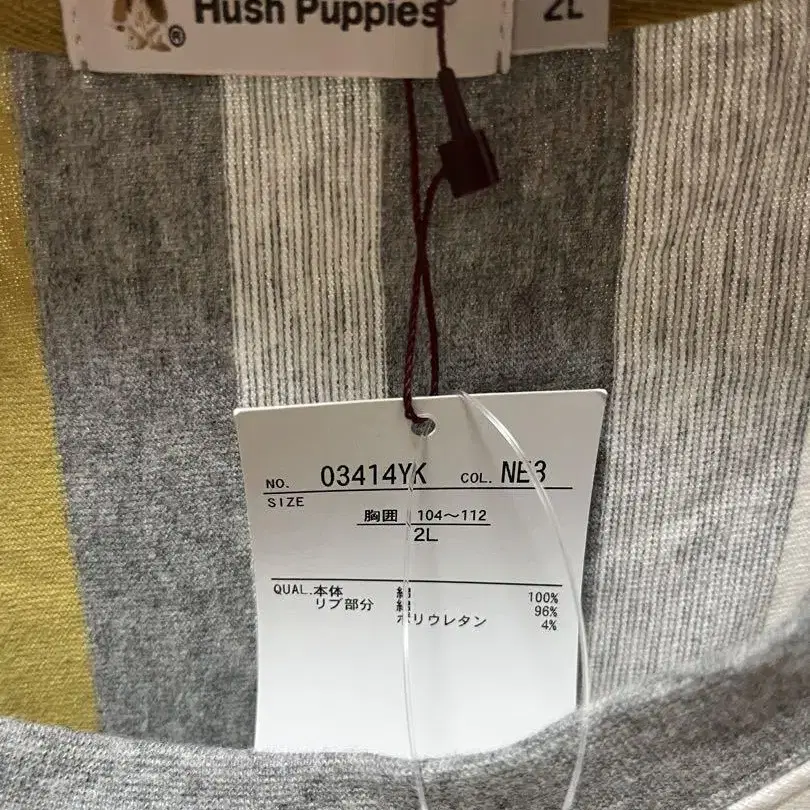 Hush Puppies
®
2L
NO. 03414YK COL. NE3
SIZE
胸囲 104～112
2L
QUAL. 本体 綿 100%
リブ部分 綿 96%
ポリウレタン 4%